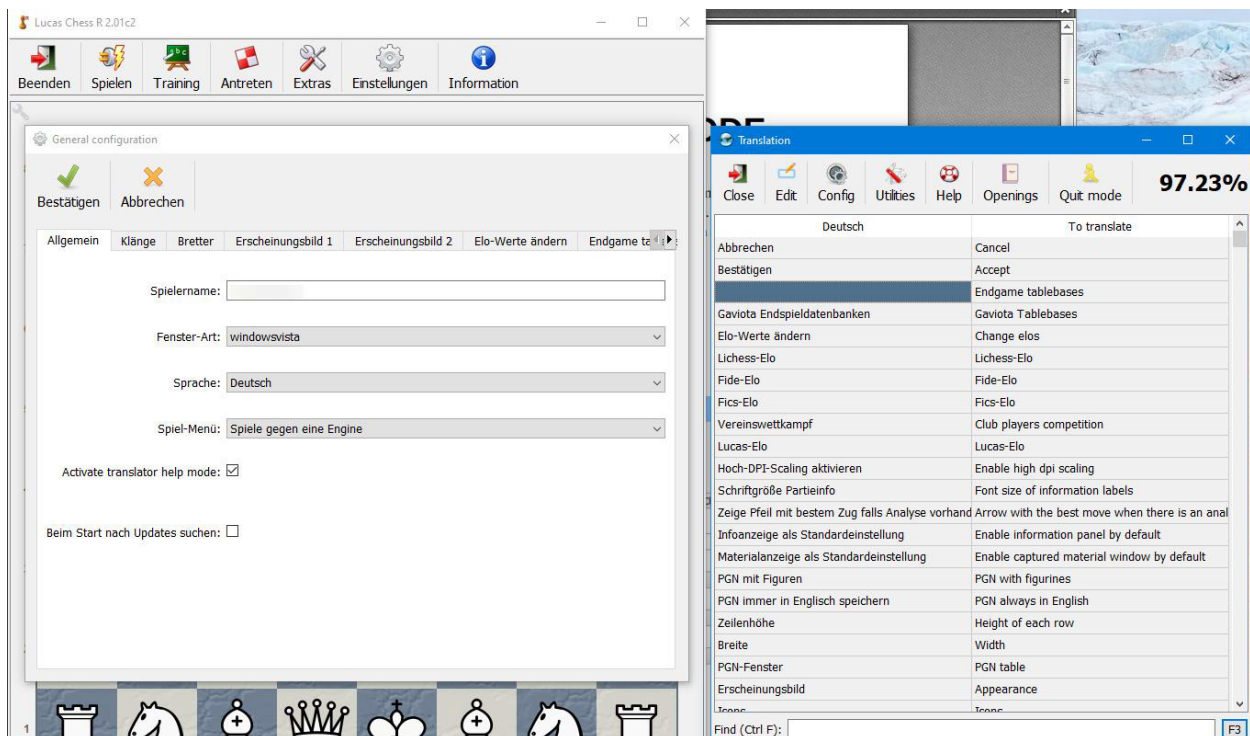 Lucas Chess R 2.01c2
Beenden Spielen Training Antreten Extras Einstellungen Information
General configuration
Bestätigen Abbrechen
Allgemein Klänge Bretter Erscheinungsbild 1 Erscheinungsbild 2 Elo-Werte ändern Endgame
Spielername:
Fenster-Art: windowsvista
Sprache: Deutsch
Spiel-Menü: Spiele gegen eine Engine
Activate translator help mode:
Beim Start nach Updates suchen:
1
Translation
Close Edit Config Utilities Help Openings Quit mode 97.23%
Deutsch To translate
Abbrechen Cancel
Bestätigen Accept
Endgame tablebases
Gaviota Endspieldatenbanken Gaviota Tablebases
Elo-Werte ändern Change elos
Lichess-Elo Lichess-Elo
Fide-Elo Fide-Elo
Fics-Elo Fics-Elo
Vereinswettkampf Club players competition
Lucas-Elo Lucas-Elo
Hoch-DPI-Scaling aktivieren Enable high dpi scaling
Schriftgröße Partieinfo Font size of information labels
Zeige Pfeil mit bestem Zug falls Analyse vorhand Arrow with the best move when there is an anal
Infoanzeige als Standardeinstellung Enable information panel by default
Materialanzeige als Standardeinstellung Enable captured material window by default
PGN mit Figuren PGN with figurines
PGN immer in Englisch speichern PGN always in English
Zeilenhöhe Height of each row
Breite Width
PGN-Fenster PGN table
Erscheinungsbild Appearance
Icons Icons
Find (Ctrl F): F3